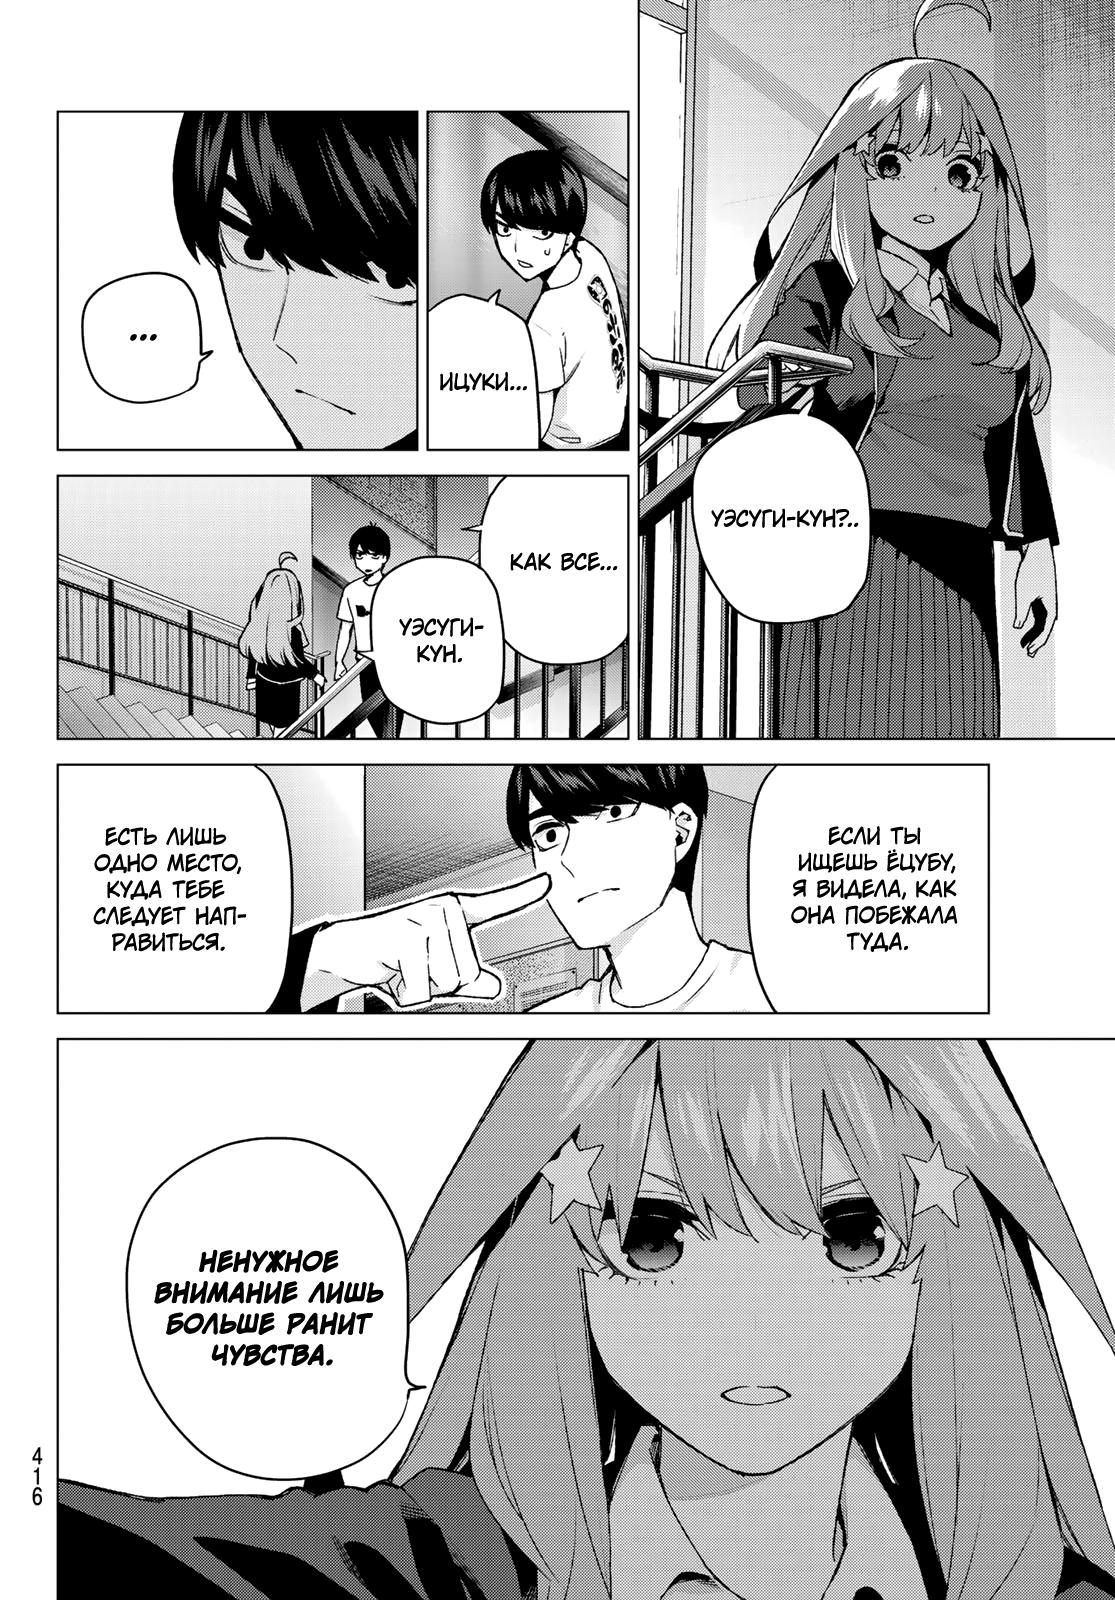 УЭСУГИ-КУН?..
ИЦУКИ...
...
КАК ВСЕ...
УЭСУГИ-
КУН.
ЕСЛИ ТЫ
ИЩЕШЬ ЁЦУБУ,
Я ВИДЕЛА, КАК
ОНА ПОБЕЖАЛА
ТУДА.
ЕСТЬ ЛИШЬ
ОДНО МЕСТО,
КУДА ТЕБЕ
СЛЕДУЕТ НАП-
РАВИТЬСЯ.
НЕНУЖНОЕ
ВНИМАНИЕ ЛИШЬ
БОЛЬШЕ РАНИТ
ЧУВСТВА.
416